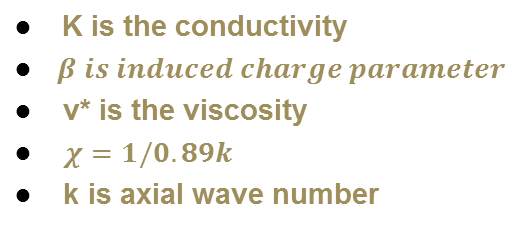 ● K is the conductivity
● β is induced charge parameter
● v* is the viscosity
● χ = 1/0.89k
● k is axial wave number